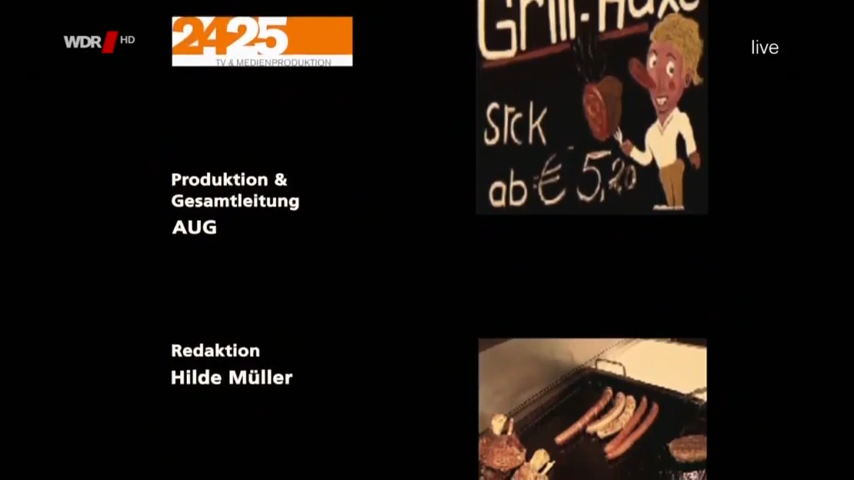 WDR HD
2425
TV & MEDIENPRODUKTION
live
Grill-Haxe
Stck
ab € 5,20
Produktion &
Gesamtleitung
AUG
Redaktion
Hilde Müller